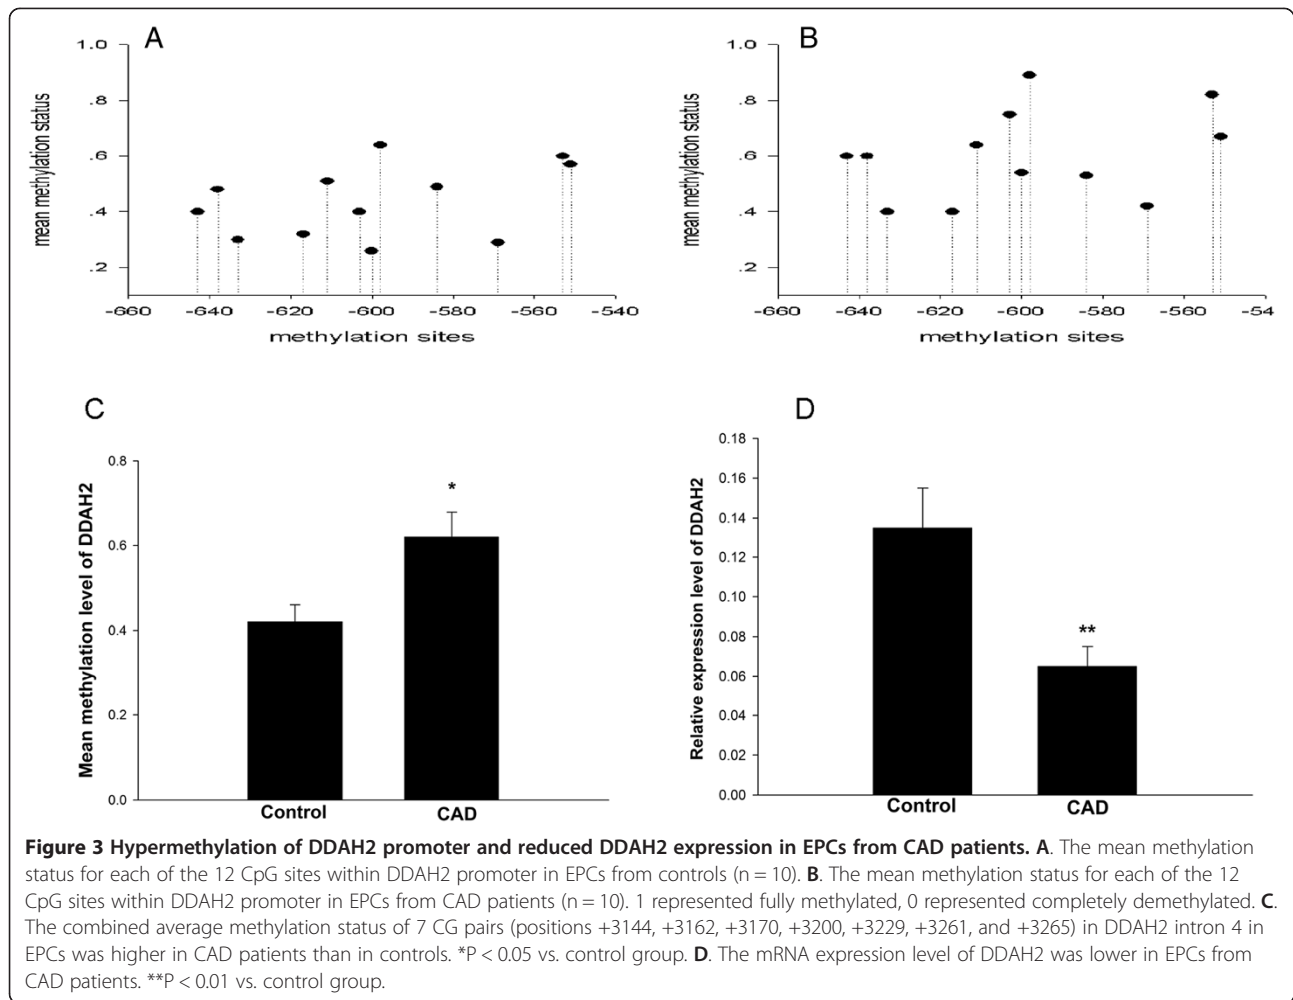 A
1.0
.8
.6
.4
.2
mean methylation status
-660 -640 -620 -600 -580 -560 -540
methylation sites
B
1.0
.8
.6
.4
.2
mean methylation status
-660 -640 -620 -600 -580 -560 -54
methylation sites
C
0.8
0.6
0.4
0.2
0.0
Mean methylation level of DDAH2
*
Control CAD
D
0.18
0.16
0.14
0.12
0.10
0.08
0.06
0.04
0.02
0.00
Relative expression level of DDAH2
**
Control CAD
Figure 3 Hypermethylation of DDAH2 promoter and reduced DDAH2 expression in EPCs from CAD patients. A. The mean methylation
status for each of the 12 CpG sites within DDAH2 promoter in EPCs from controls (n = 10). B. The mean methylation status for each of the 12
CpG sites within DDAH2 promoter in EPCs from CAD patients (n = 10). 1 represented fully methylated, 0 represented completely demethylated. C.
The combined average methylation status of 7 CG pairs (positions +3144, +3162, +3170, +3200, +3229, +3261, and +3265) in DDAH2 intron 4 in
EPCs was higher in CAD patients than in controls. *P < 0.05 vs. control group. D. The mRNA expression level of DDAH2 was lower in EPCs from
CAD patients. **P < 0.01 vs. control group.